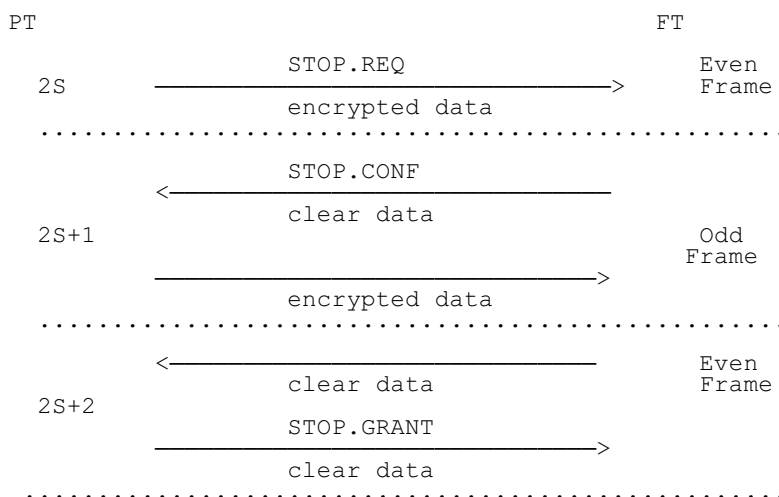 PT FT
STOP.REQ Even
2S Frame
encrypted data
STOP.CONF
clear data
2S+1 Odd
Frame
encrypted data
Even
clear data Frame
2S+2
STOP.GRANT
clear data